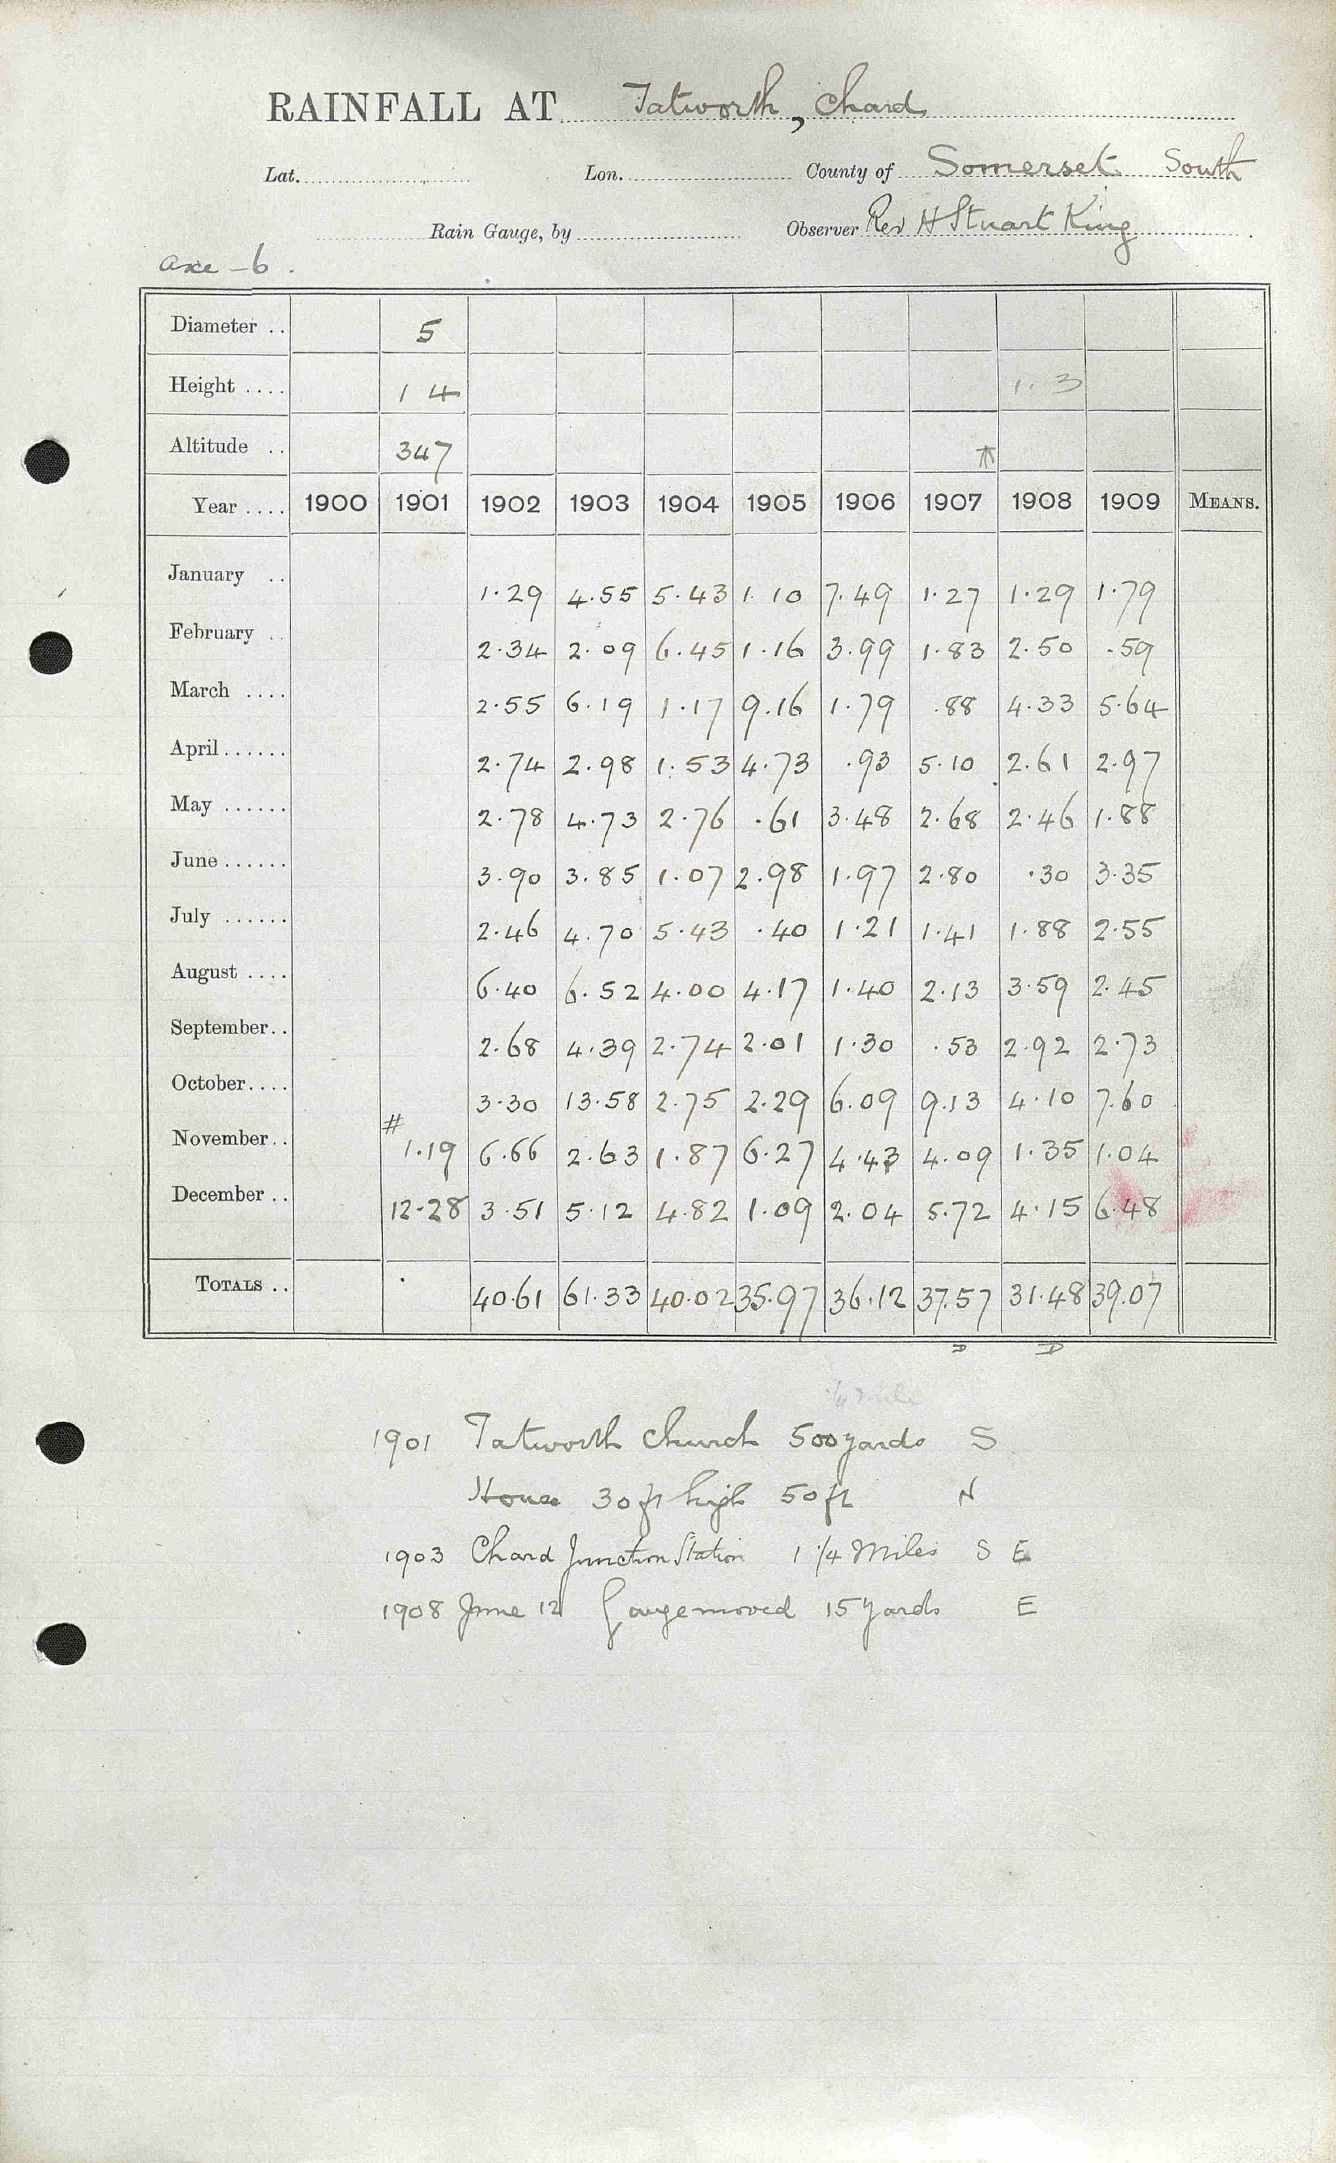 RAINFALL AT Tatworth, Chard
Lat. Lon. County of Somerset South
Rain Gauge, by Observer Rev H Stuart King
Axe - 6.
Diameter .. 5
Height .... 1 4 1. 3
Altitude .. 347
Year .... 1900 1901 1902 1903 1904 1905 1906 1907 1908 1909 MEANS.
January .. 1.29 4.55 5.43 1.10 7.49 1.27 1.29 1.79
February .. 2.34 2.09 6.45 1.16 3.99 1.83 2.50 .59
March .... 2.55 6.19 1.17 9.16 1.79 .88 4.33 5.64
April ...... 2.74 2.98 1.53 4.73 .93 5.10 2.61 2.97
May ...... 2.78 4.73 2.76 .61 3.48 2.68 2.46 1.88
June ...... 3.90 3.85 1.07 2.98 1.97 2.80 .30 3.35
July ...... 2.46 4.70 5.43 .40 1.21 1.41 1.88 2.55
August .... 6.40 6.52 4.00 4.17 1.40 2.13 3.59 2.45
September.. 2.68 4.39 2.74 2.01 1.30 .53 2.92 2.73
October.... 3.30 13.58 2.75 2.29 6.09 9.13 4.10 7.60
November.. # 1.19 6.66 2.63 1.87 6.27 4.43 4.09 1.35 1.04
December .. 12.28 3.51 5.12 4.82 1.09 2.04 5.72 4.15 6.48
TOTALS .. 40.61 61.33 40.02 35.97 36.12 37.57 31.48 39.07
D D
1901 Tatworth Church 500 yards S
House 30 ft high 50 ft N
1903 Chard Junction Station 1 1/4 Miles S E
1908 June 12 Gauge moved 15 yards E